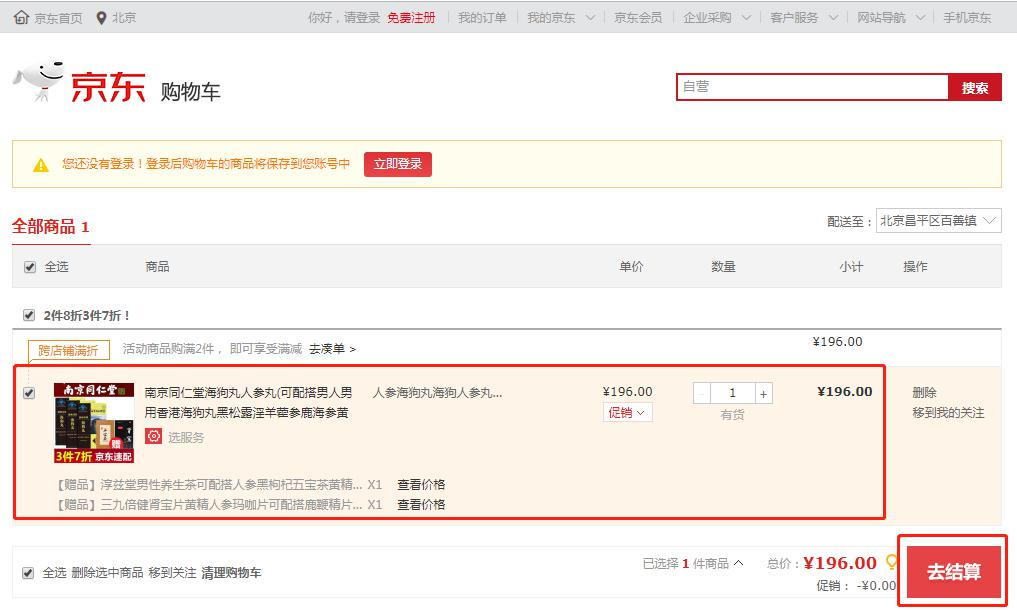 京东首页 北京 你好，请登录 免费注册 我的订单 我的京东 京东会员 企业采购 客户服务 网站导航 手机京东
京东 购物车
自营 搜索
您还没有登录！登录后购物车的商品将保存到您账号中 立即登录
全部商品 1 配送至： 北京昌平区百善镇
全选 商品 单价 数量 小计 操作
2件8折3件7折！
跨店铺满折 活动商品购满2件， 即可享受满减 去凑单 > ¥196.00
南京同仁堂
3件7折 京东速配
赠
南京同仁堂海狗丸人参丸(可配搭男人男 人参海狗丸海狗人参丸... ¥196.00 - 1 + ¥196.00 删除
用香港海狗丸黑松露淫羊藿参鹿海参黄 促销 有货 移到我的关注
选服务
【赠品】淳兹堂男性养生茶可配搭人参黑枸杞五宝茶黄精... X1 查看价格
【赠品】三九倍健肾宝片黄精人参玛咖片可配搭鹿鞭精片... X1 查看价格
全选 删除选中商品 移到关注 清理购物车 已选择 1 件商品 总价： ¥196.00 去结算
促销： -¥0.00